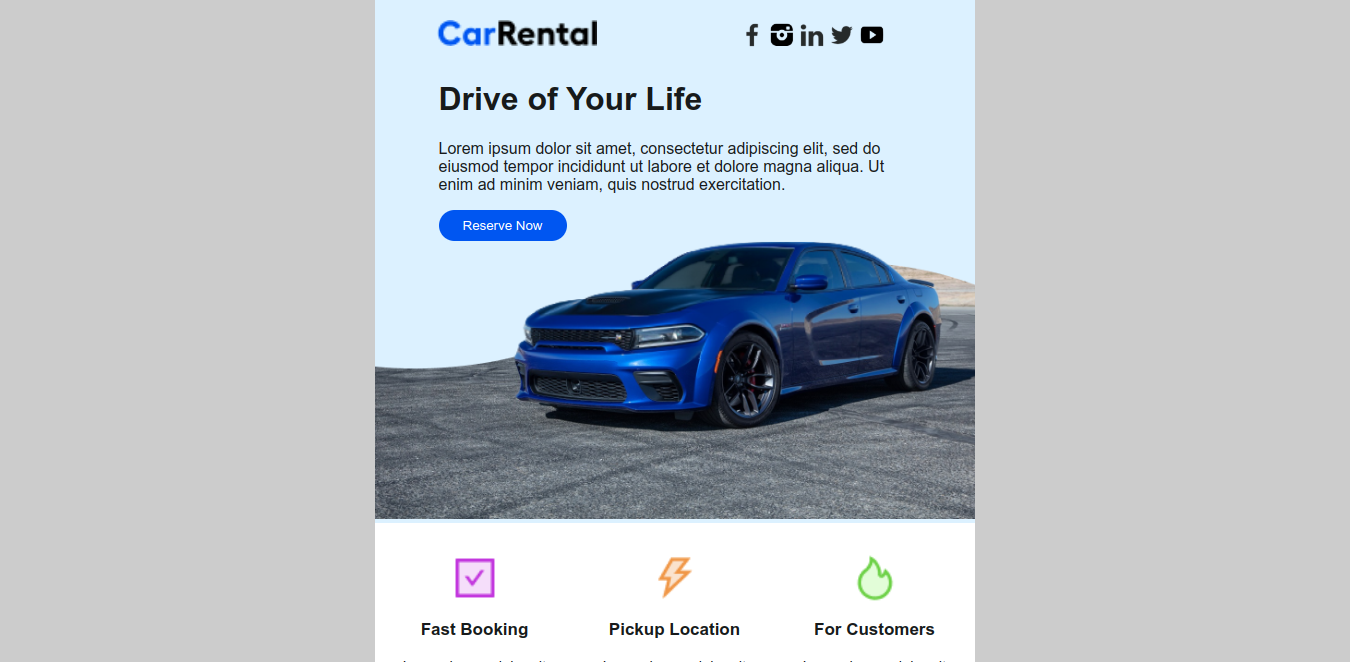 CarRental
Drive of Your Life
Lorem ipsum dolor sit amet, consectetur adipiscing elit, sed do
eiusmod tempor incididunt ut labore et dolore magna aliqua. Ut
enim ad minim veniam, quis nostrud exercitation.
Reserve Now
Fast Booking
Pickup Location
For Customers